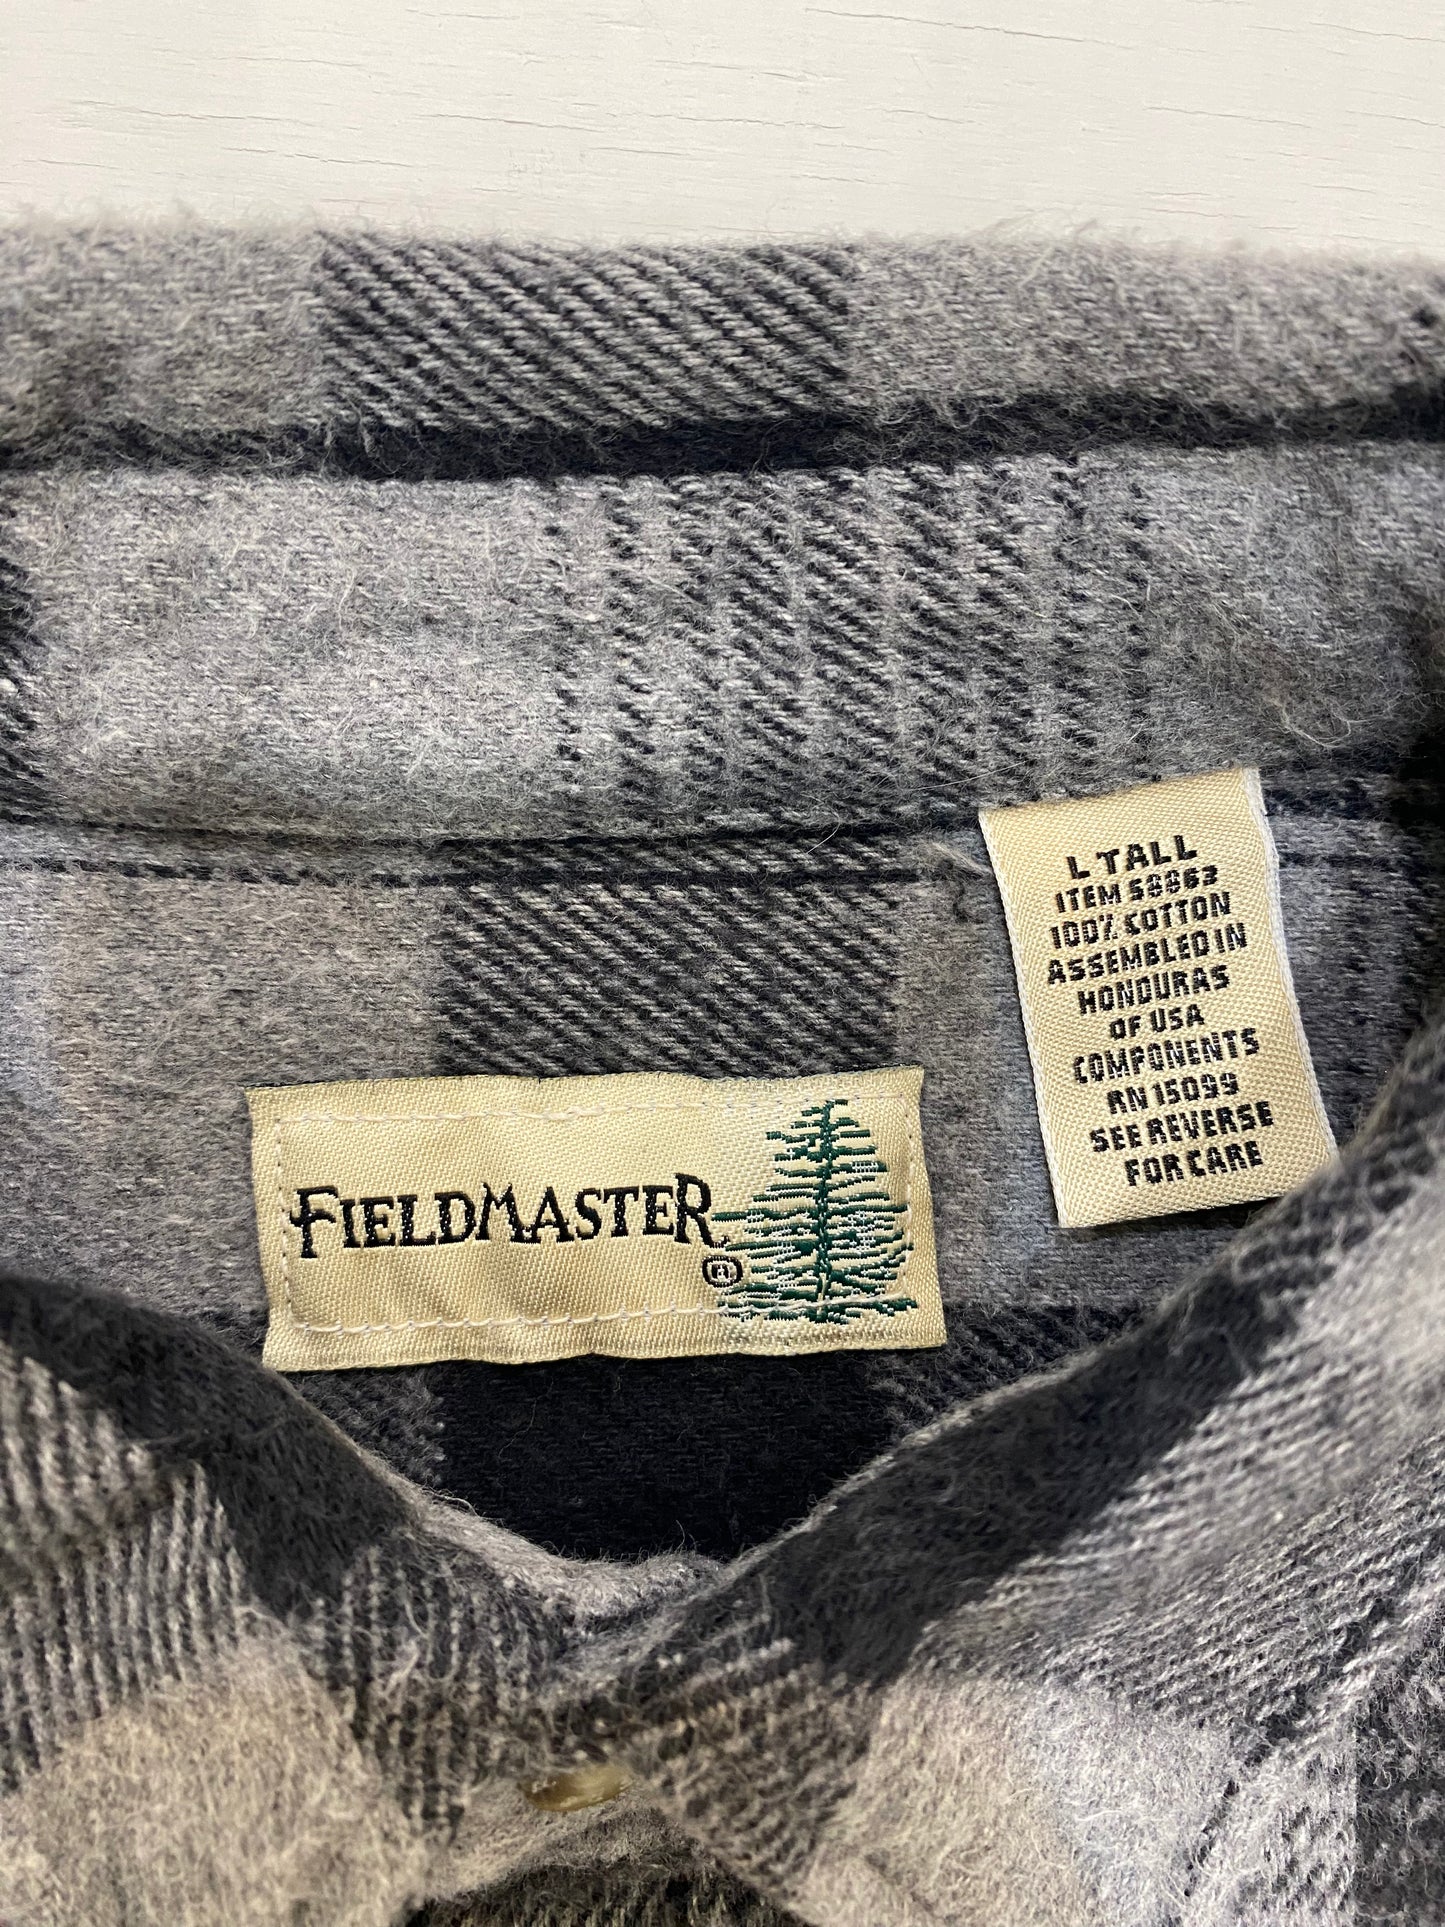 FIELDMASTER®
L TALL
ITEM 58863
100% COTTON
ASSEMBLED IN
HONDURAS
OF USA
COMPONENTS
RN 15099
SEE REVERSE
FOR CARE